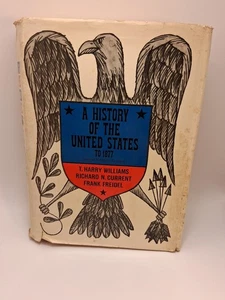 A HISTORY
OF THE
UNITED STATES
TO 1877
T. HARRY WILLIAMS
RICHARD N. CURRENT
FRANK FREIDEL